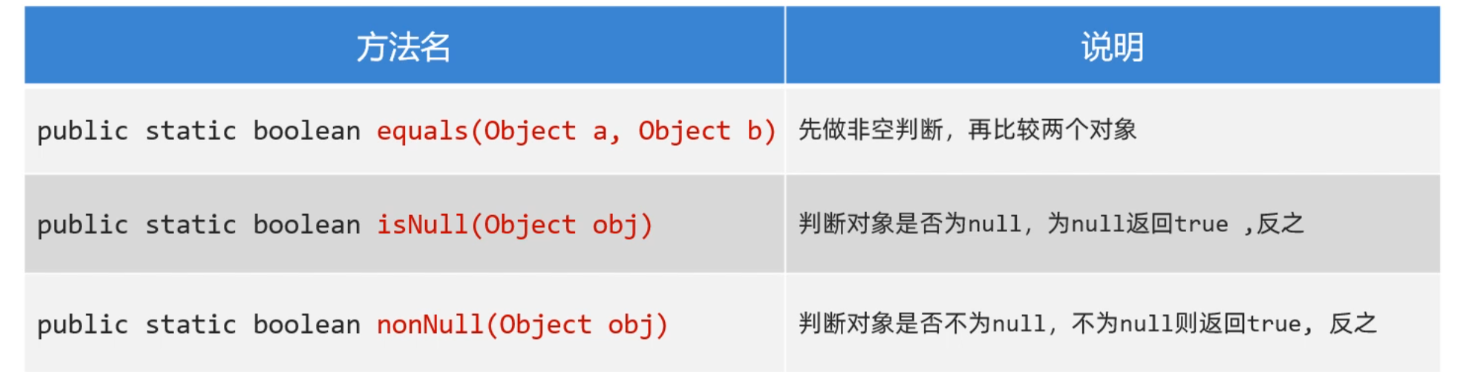 方法名 说明
public static boolean equals(Object a, Object b) 先做非空判断，再比较两个对象
public static boolean isNull(Object obj) 判断对象是否为null，为null返回true ,反之
public static boolean nonNull(Object obj) 判断对象是否不为null，不为null则返回true, 反之